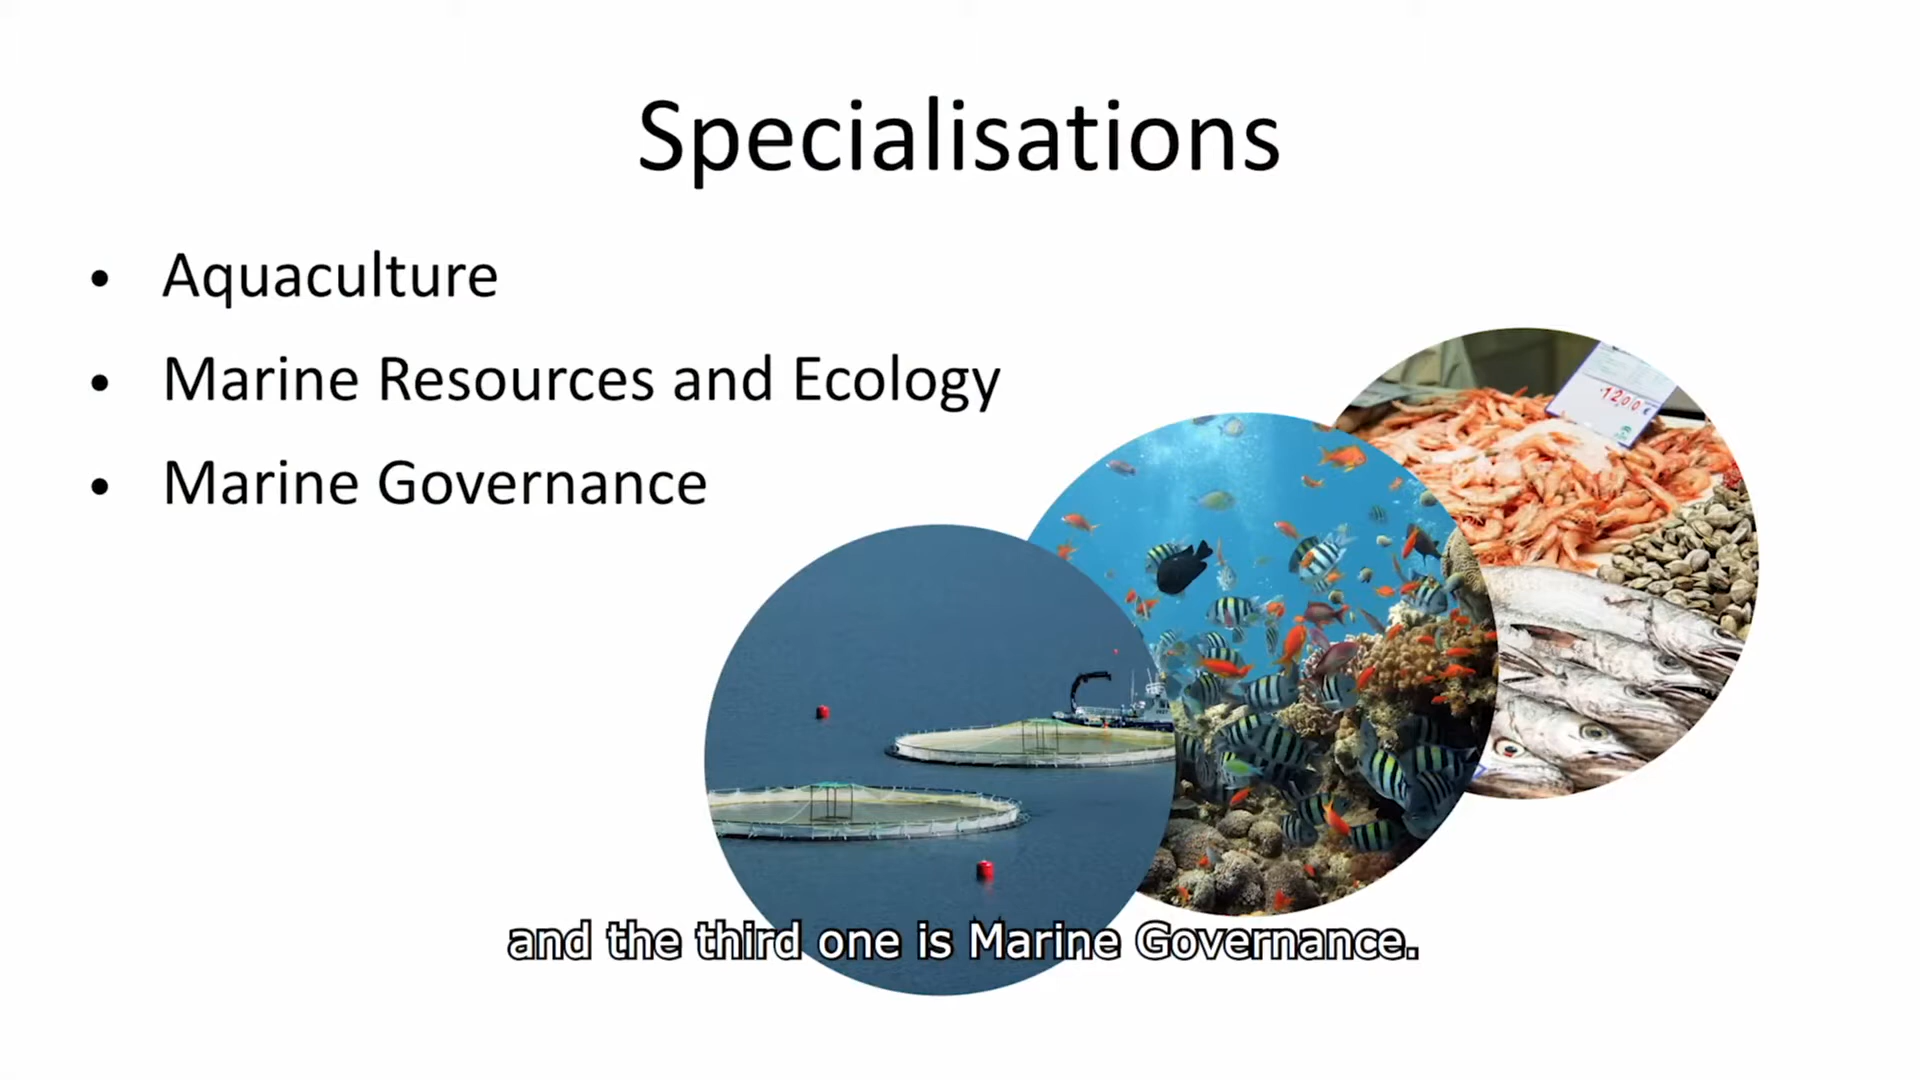 Specialisations
• Aquaculture
• Marine Resources and Ecology
• Marine Governance
12,00 €
and the third one is Marine Governance.